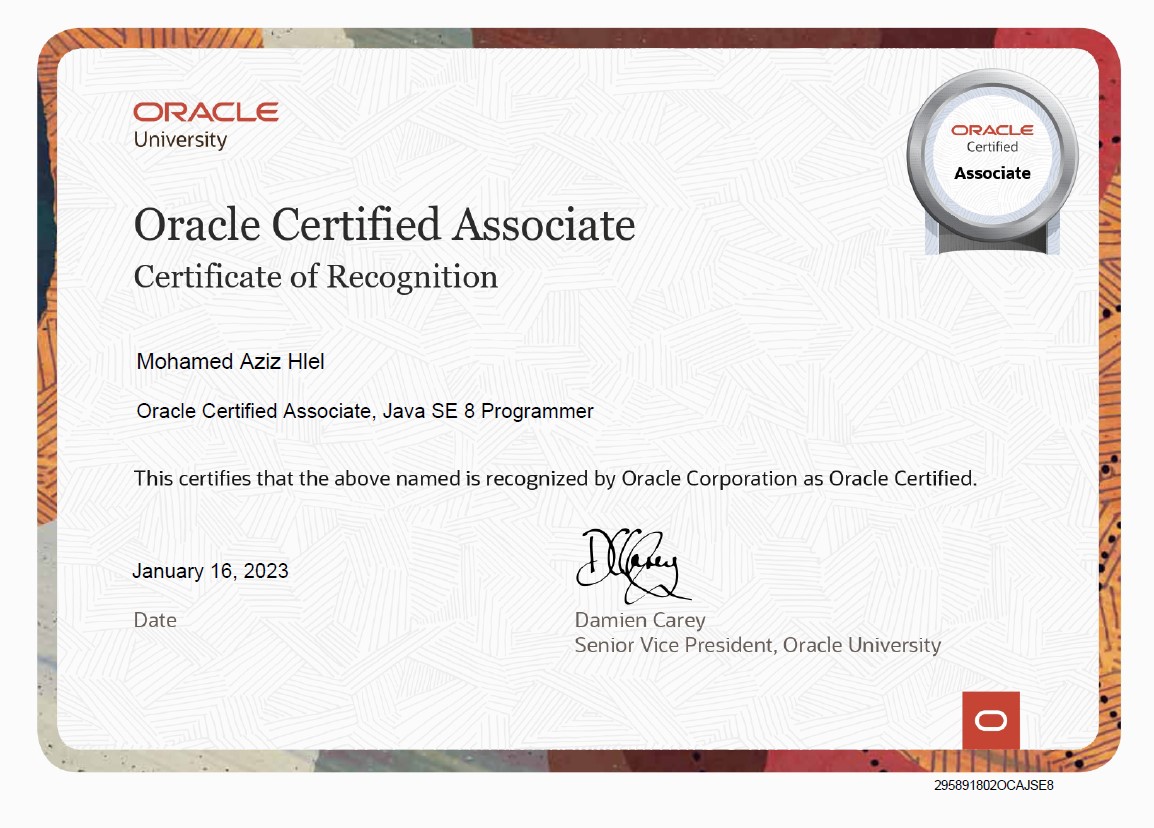 ORACLE
University
ORACLE
Certified
Associate
Oracle Certified Associate
Certificate of Recognition
Mohamed Aziz Hlel
Oracle Certified Associate, Java SE 8 Programmer
This certifies that the above named is recognized by Oracle Corporation as Oracle Certified.
DCCarey
January 16, 2023
Date
Damien Carey
Senior Vice President, Oracle University
295891802OCAJSE8